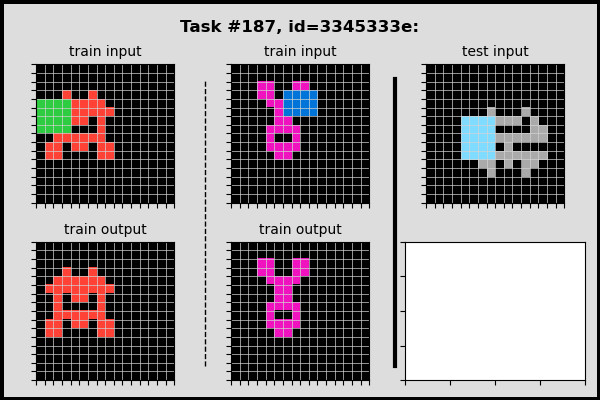 Task #187, id=3345333e:
train input
train input
test input
train output
train output